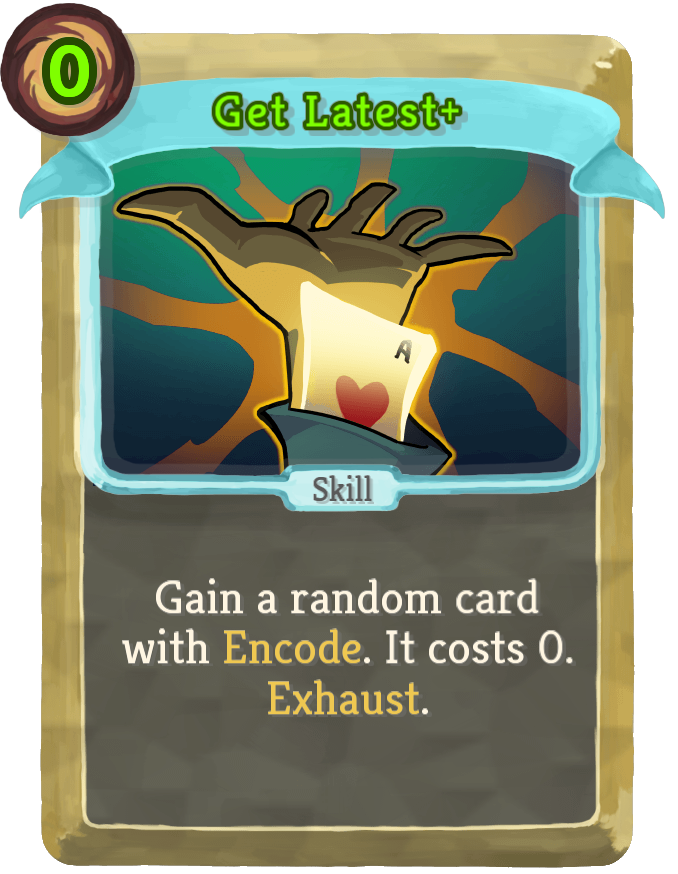 0
Get Latest+
A
Skill
Gain a random card
with Encode. It costs 0.
Exhaust.